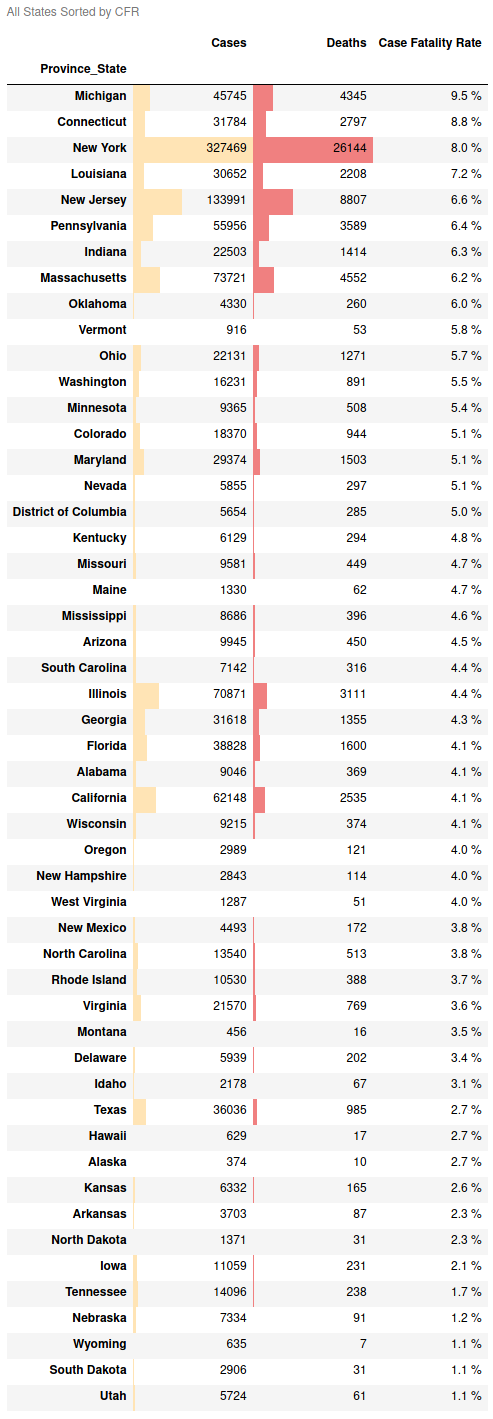 All States Sorted by CFR
Cases Deaths Case Fatality Rate
Province_State
Michigan 45745 4345 9.5 %
Connecticut 31784 2797 8.8 %
New York 327469 26144 8.0 %
Louisiana 30652 2208 7.2 %
New Jersey 133991 8807 6.6 %
Pennsylvania 55956 3589 6.4 %
Indiana 22503 1414 6.3 %
Massachusetts 73721 4552 6.2 %
Oklahoma 4330 260 6.0 %
Vermont 916 53 5.8 %
Ohio 22131 1271 5.7 %
Washington 16231 891 5.5 %
Minnesota 9365 508 5.4 %
Colorado 18370 944 5.1 %
Maryland 29374 1503 5.1 %
Nevada 5855 297 5.1 %
District of Columbia 5654 285 5.0 %
Kentucky 6129 294 4.8 %
Missouri 9581 449 4.7 %
Maine 1330 62 4.7 %
Mississippi 8686 396 4.6 %
Arizona 9945 450 4.5 %
South Carolina 7142 316 4.4 %
Illinois 70871 3111 4.4 %
Georgia 31618 1355 4.3 %
Florida 38828 1600 4.1 %
Alabama 9046 369 4.1 %
California 62148 2535 4.1 %
Wisconsin 9215 374 4.1 %
Oregon 2989 121 4.0 %
New Hampshire 2843 114 4.0 %
West Virginia 1287 51 4.0 %
New Mexico 4493 172 3.8 %
North Carolina 13540 513 3.8 %
Rhode Island 10530 388 3.7 %
Virginia 21570 769 3.6 %
Montana 456 16 3.5 %
Delaware 5939 202 3.4 %
Idaho 2178 67 3.1 %
Texas 36036 985 2.7 %
Hawaii 629 17 2.7 %
Alaska 374 10 2.7 %
Kansas 6332 165 2.6 %
Arkansas 3703 87 2.3 %
North Dakota 1371 31 2.3 %
Iowa 11059 231 2.1 %
Tennessee 14096 238 1.7 %
Nebraska 7334 91 1.2 %
Wyoming 635 7 1.1 %
South Dakota 2906 31 1.1 %
Utah 5724 61 1.1 %